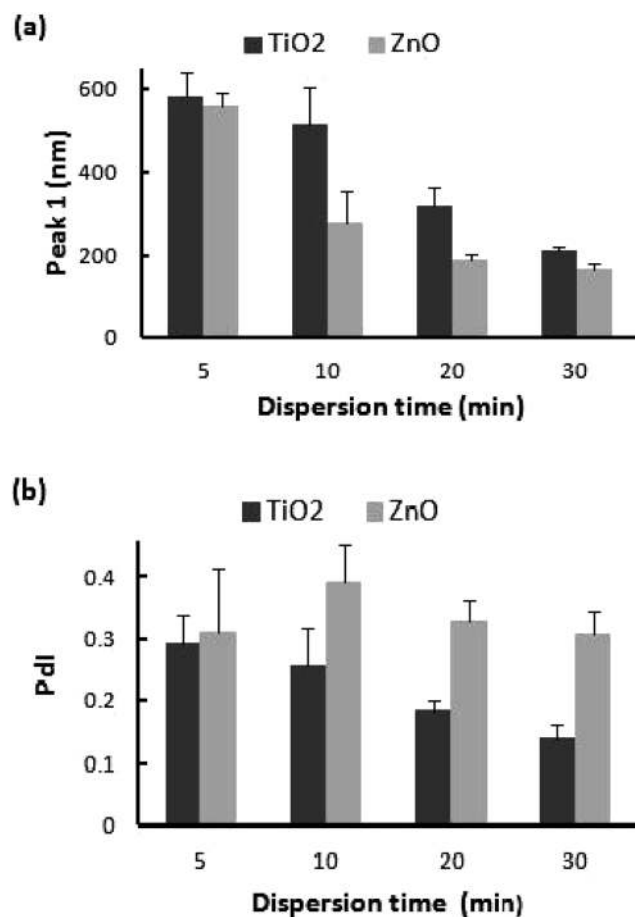 (a)
TiO2 ZnO
600
400
200
0
Peak 1 (nm)
5 10 20 30
Dispersion time (min)
(b)
TiO2 ZnO
0.4
0.3
0.2
0.1
0
PdI
5 10 20 30
Dispersion time (min)